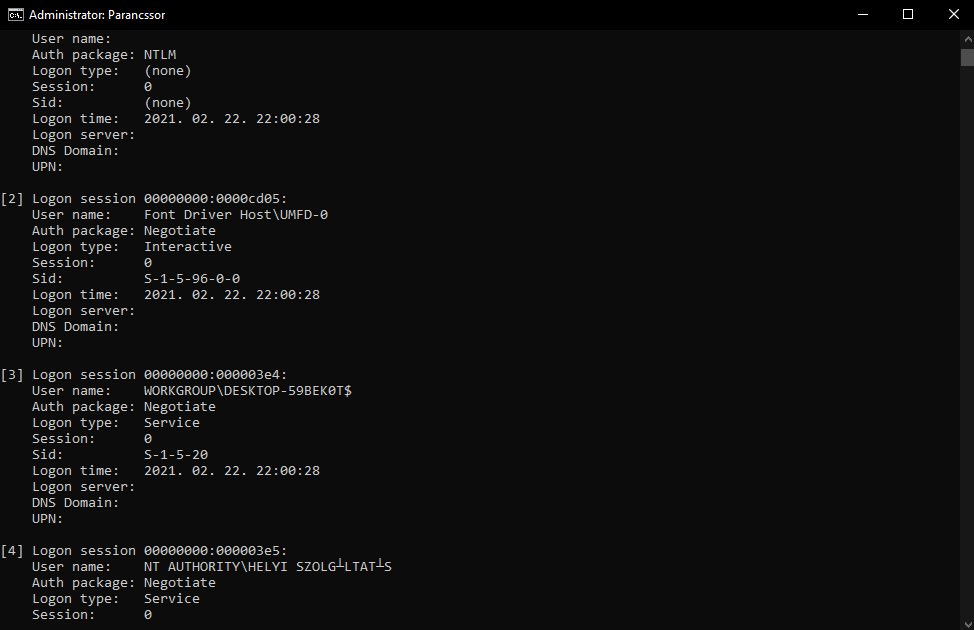 Administrator: Parancssor
User name:
Auth package: NTLM
Logon type:   (none)
Session:      0
Sid:          (none)
Logon time:   2021. 02. 22. 22:00:28
Logon server:
DNS Domain:
UPN:
[2] Logon session 00000000:0000cd05:
User name:    Font Driver Host\UMFD-0
Auth package: Negotiate
Logon type:   Interactive
Session:      0
Sid:          S-1-5-96-0-0
Logon time:   2021. 02. 22. 22:00:28
Logon server:
DNS Domain:
UPN:
[3] Logon session 00000000:000003e4:
User name:    WORKGROUP\DESKTOP-59BEK0T$
Auth package: Negotiate
Logon type:   Service
Session:      0
Sid:          S-1-5-20
Logon time:   2021. 02. 22. 22:00:28
Logon server:
DNS Domain:
UPN:
[4] Logon session 00000000:000003e5:
User name:    NT AUTHORITY\HELYI SZOLG┴LTAT┴S
Auth package: Negotiate
Logon type:   Service
Session:      0